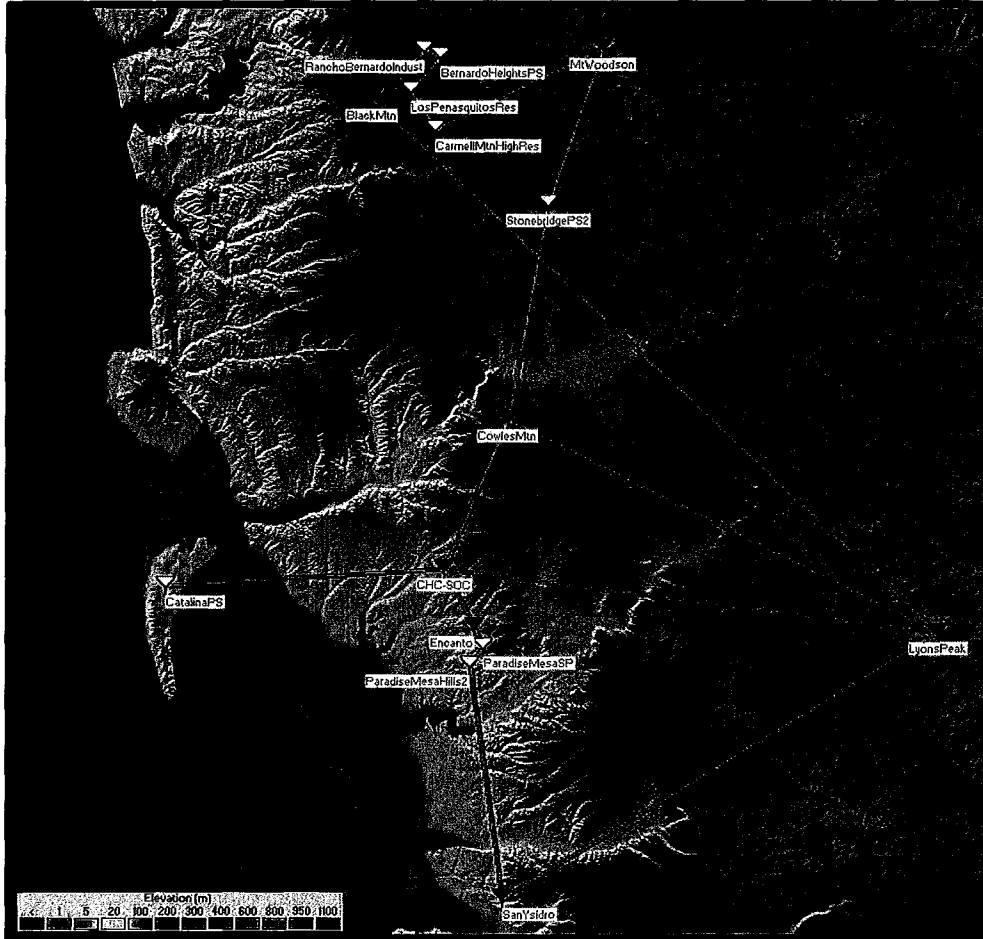 RanchoBernardoIndust
BernardoHeightsPS
MtWoodson
LosPenasquitosRes
BlackMtn
CarmelMtnHighRes
StonebridgePS2
CowlesMtn
CHC-SOC
CatalinaPS
Encanto
LyonsPeak
ParadiseMesaSP
ParadiseMesaHills2
Elevation (m)
< 1 5 20 100 200 300 400 600 800 950 1100
SanYsidro